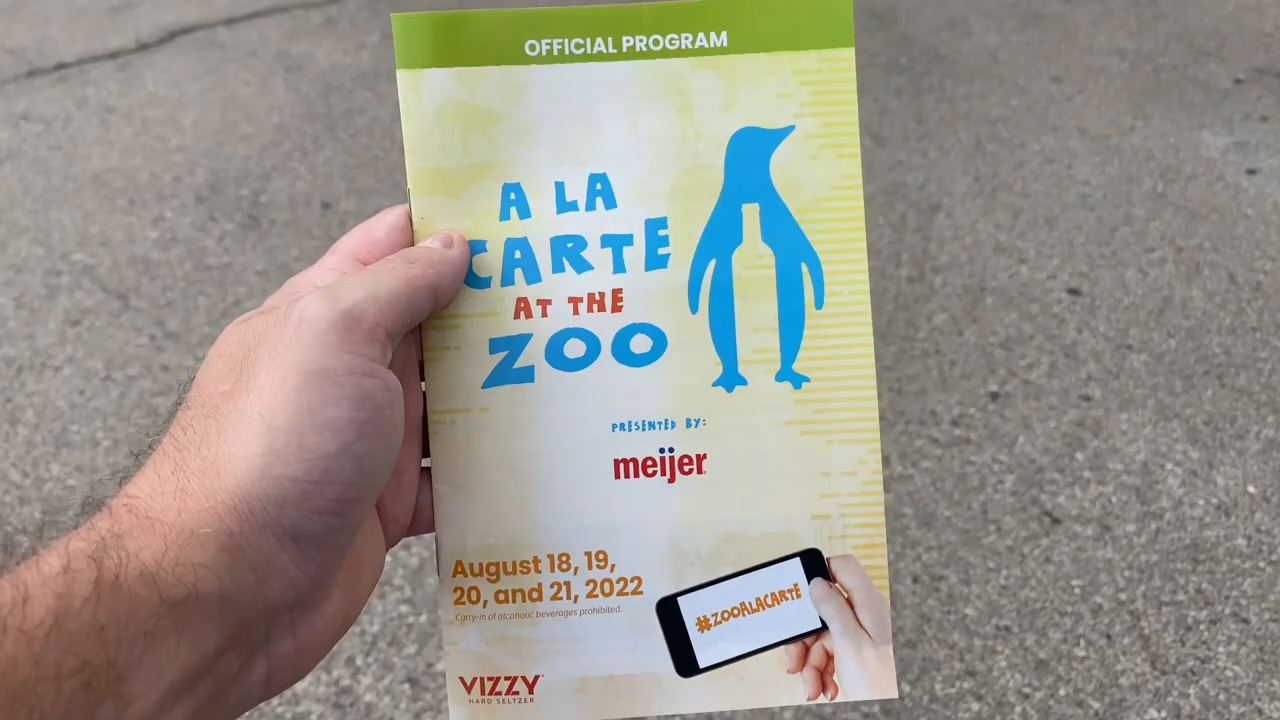 OFFICIAL PROGRAM
A LA
CARTE
AT THE
ZOO
PRESENTED BY:
meijer
August 18, 19,
20, and 21, 2022
Carry-in of alcoholic beverages prohibited.
#ZOOALACARTE
VIZZY
HARD SELTZER